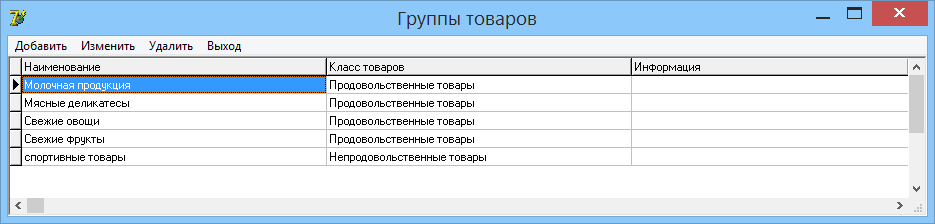 Группы товаров
Добавить Изменить Удалить Выход
Наименование Класс товаров Информация
Молочная продукция Продовольственные товары
Мясные деликатесы Продовольственные товары
Свежие овощи Продовольственные товары
Свежие фрукты Продовольственные товары
спортивные товары Непродовольственные товары